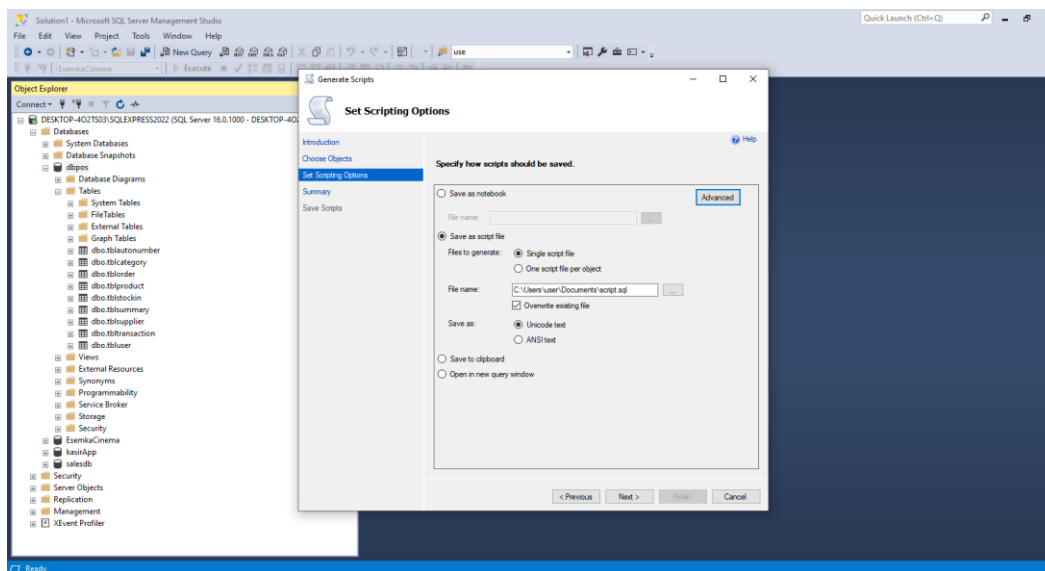 Solution1 - Microsoft SQL Server Management Studio
Quick Launch (Ctrl+Q)
File Edit View Project Tools Window Help
New Query
use
EsemkaCinema
Execute
Object Explorer
Connect
DESKTOP-4O2TS03\SQLEXPRESS2022 (SQL Server 16.0.1000 - DESKTOP-4O
Databases
System Databases
Database Snapshots
dbpos
Database Diagrams
Tables
System Tables
FileTables
External Tables
Graph Tables
dbo.tblautonumber
dbo.tblcategory
dbo.tblorder
dbo.tblproduct
dbo.tblstockin
dbo.tblsummary
dbo.tblsupplier
dbo.tbltransaction
dbo.tbluser
Views
External Resources
Synonyms
Programmability
Service Broker
Storage
Security
EsemkaCinema
kasirApp
salesdb
Security
Server Objects
Replication
Management
XEvent Profiler
Generate Scripts
Set Scripting Options
Help
Introduction
Choose Objects
Set Scripting Options
Summary
Save Scripts
Specify how scripts should be saved.
Save as notebook
Advanced
File name:
...
Save as script file
Files to generate:
Single script file
One script file per object
File name:
C:\Users\user\Documents\script.sql
...
Overwrite existing file
Save as:
Unicode text
ANSI text
Save to clipboard
Open in new query window
< Previous Next > Finish Cancel
Ready